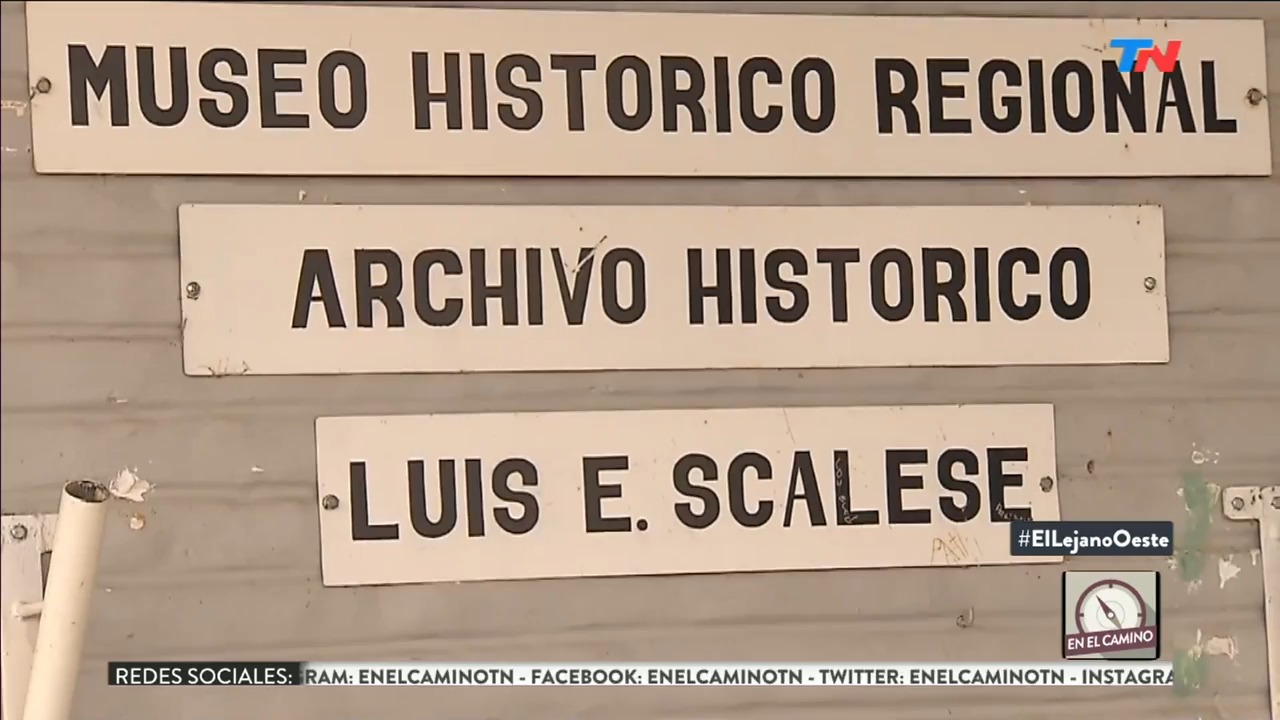 MUSEO HISTORICO REGIONAL
TN
ARCHIVO HISTORICO
LUIS E. SCALESE
#ElLejanoOeste
EN EL CAMINO
REDES SOCIALES: GRAM: ENELCAMINOTN - FACEBOOK: ENELCAMINOTN - TWITTER: ENELCAMINOTN - INSTAGRA